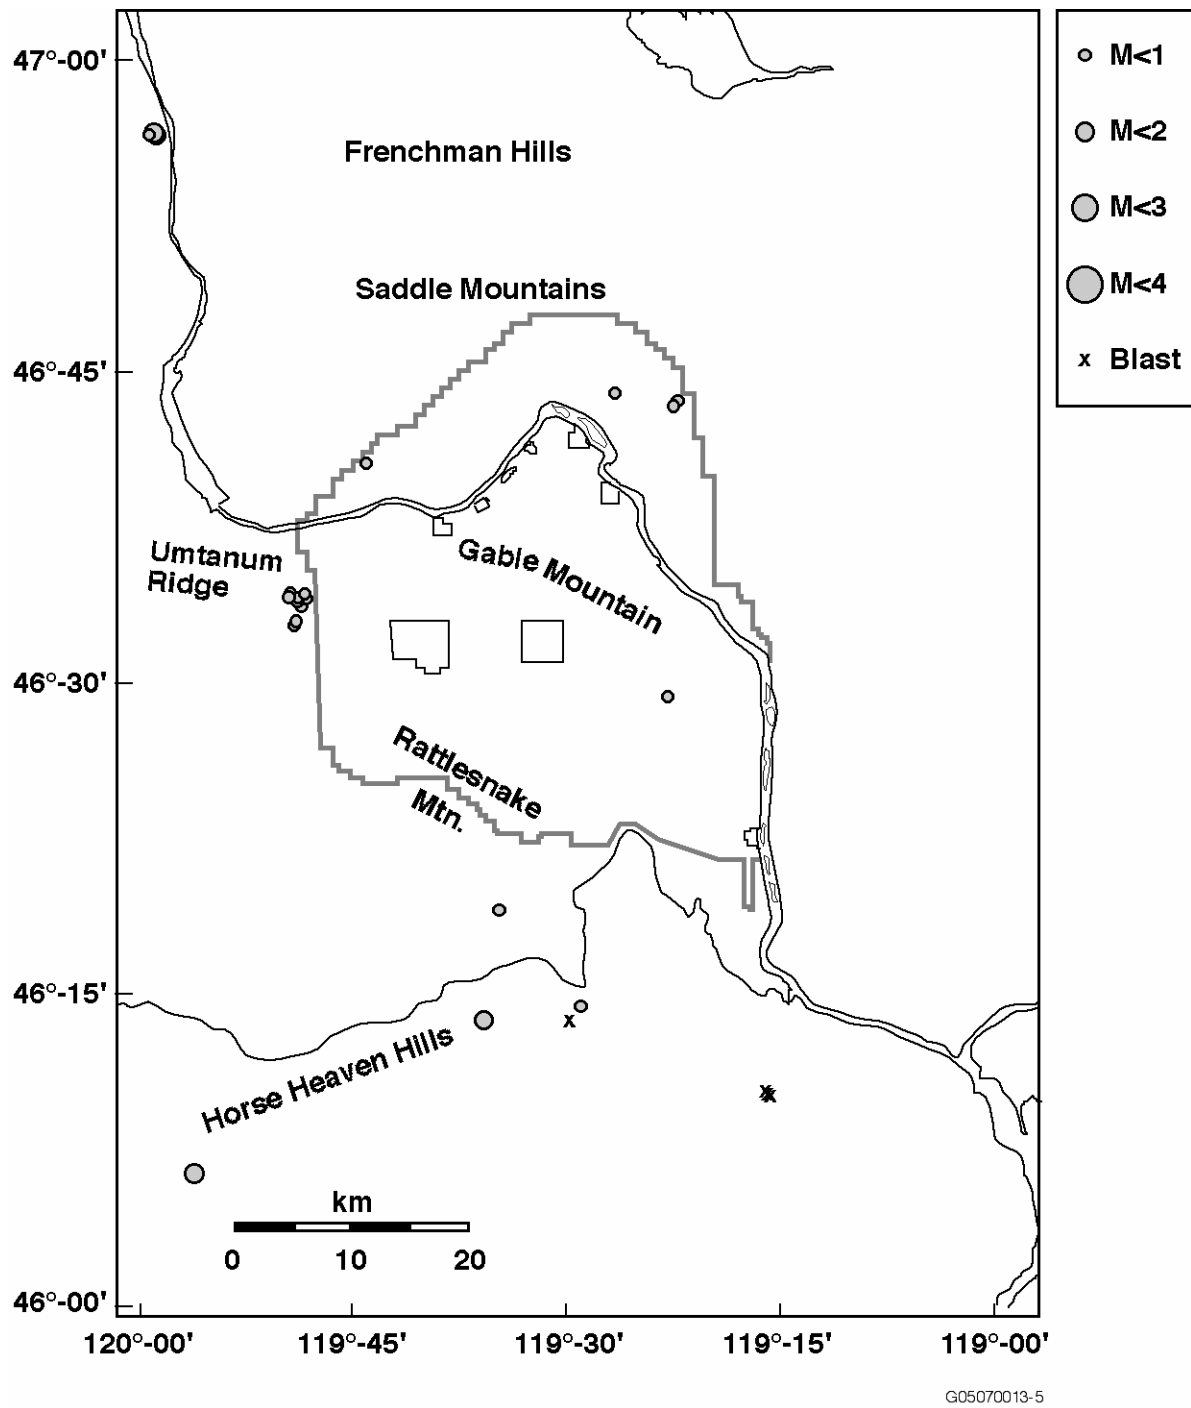 47°-00'
46°-45'
46°-30'
46°-15'
46°-00'
120°-00'
119°-45'
119°-30'
119°-15'
119°-00'
Frenchman Hills
Saddle Mountains
Umtanum
Ridge
Gable Mountain
Rattlesnake
Mtn.
Horse Heaven Hills
km
0
10
20
M<1
M<2
M<3
M<4
x Blast
G05070013-5